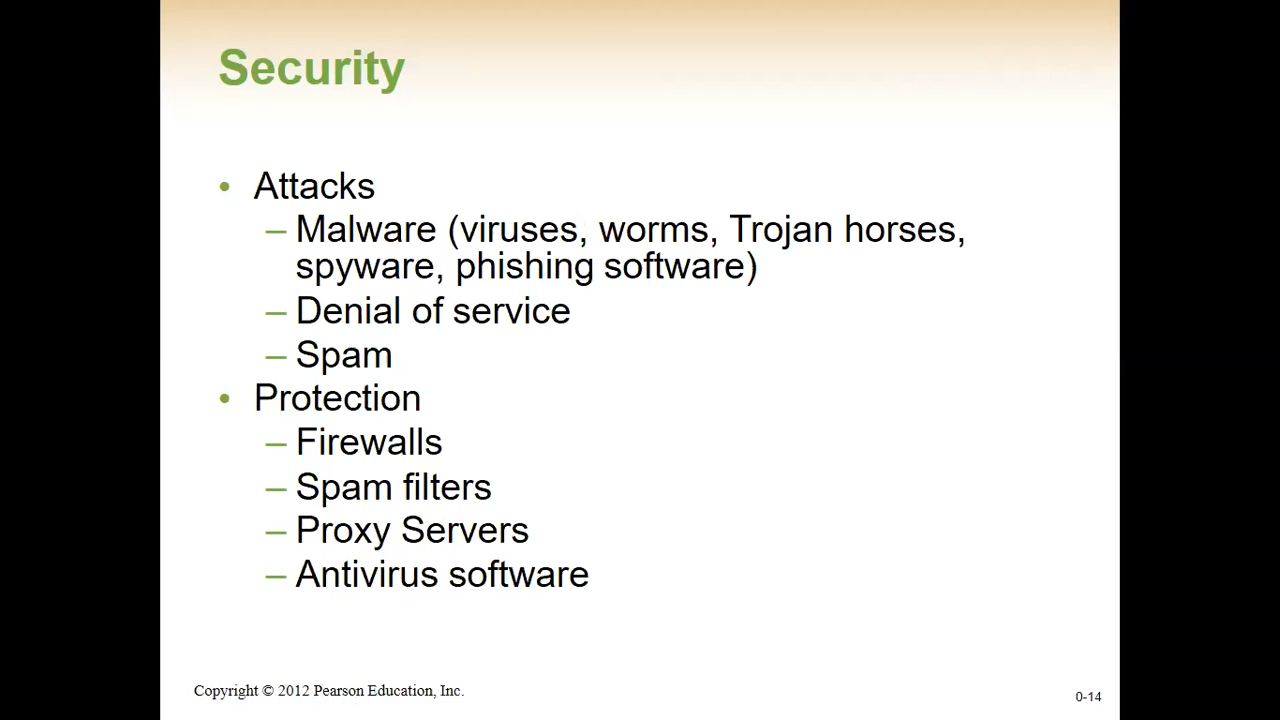 Security
• Attacks
– Malware (viruses, worms, Trojan horses,
spyware, phishing software)
– Denial of service
– Spam
• Protection
– Firewalls
– Spam filters
– Proxy Servers
– Antivirus software
Copyright © 2012 Pearson Education, Inc.
0-14